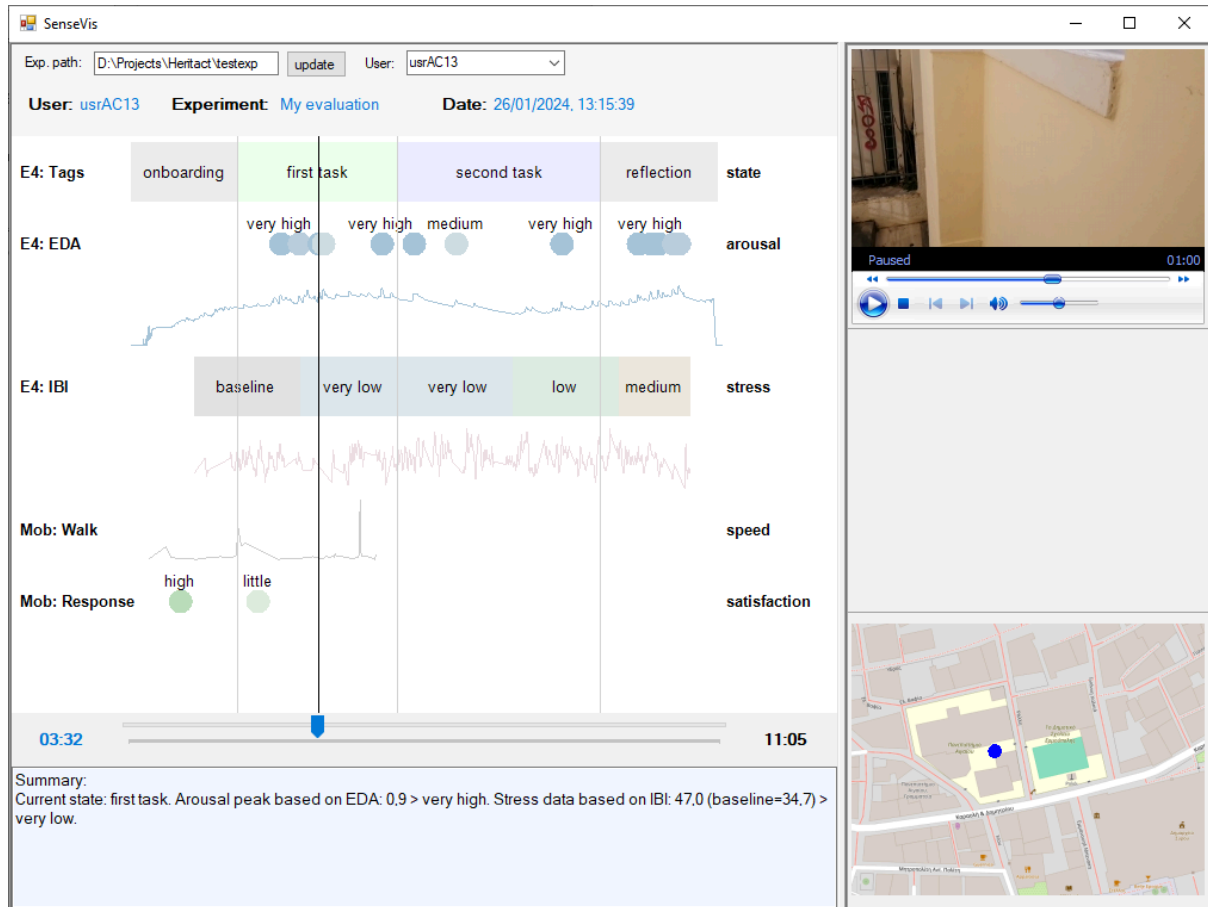 SenseVis
Exp. path: D:\Projects\Heritact\testexp update User: usrAC13
User: usrAC13 Experiment: My evaluation Date: 26/01/2024, 13:15:39
E4: Tags onboarding first task second task reflection state
very high very high medium very high very high
E4: EDA arousal
E4: IBI baseline very low very low low medium stress
Mob: Walk speed
high little
Mob: Response satisfaction
03:32 11:05
Summary:
Current state: first task. Arousal peak based on EDA: 0,9 > very high. Stress data based on IBI: 47,0 (baseline=34,7) >
very low.
Paused 01:00
Καραολή & Δημητρίου